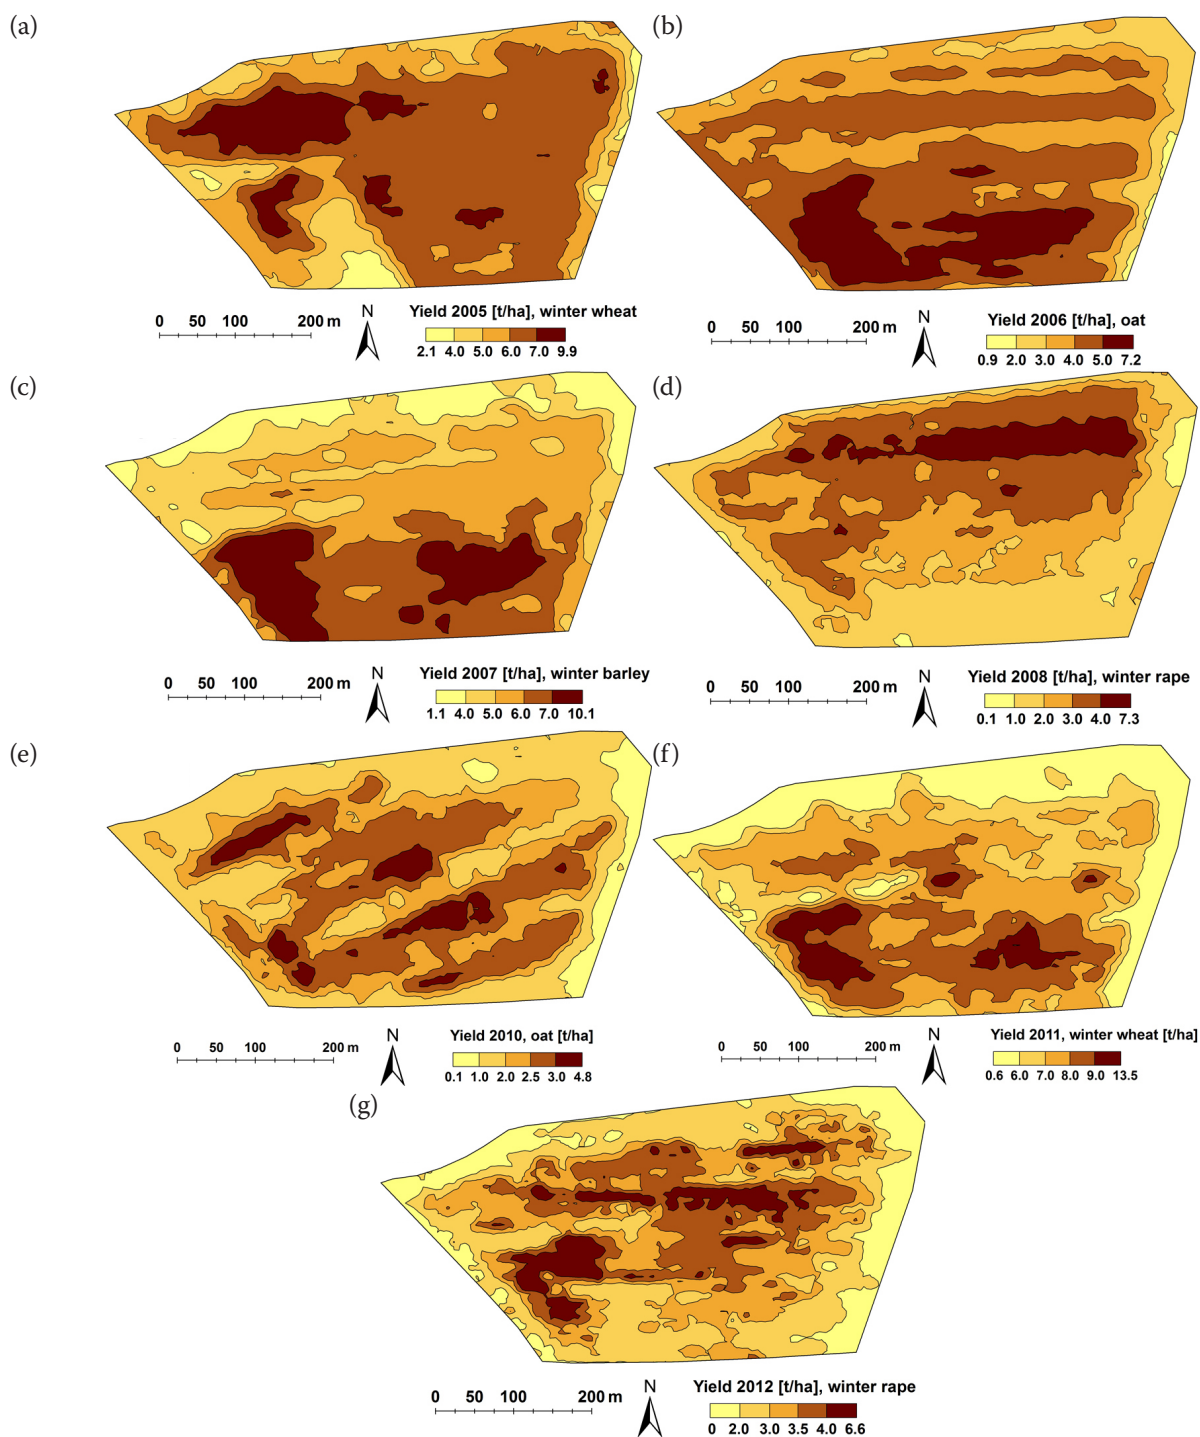 (a)
(b)
N
Yield 2005 [t/ha], winter wheat
0 50 100 200 m
2.1 4.0 5.0 6.0 7.0 9.9
N
Yield 2006 [t/ha], oat
0 50 100 200 m
0.9 2.0 3.0 4.0 5.0 7.2
(c)
(d)
N
Yield 2007 [t/ha], winter barley
0 50 100 200 m
1.1 4.0 5.0 6.0 7.0 10.1
N
Yield 2008 [t/ha], winter rape
0 50 100 200 m
0.1 1.0 2.0 3.0 4.0 7.3
(e)
(f)
N
Yield 2010, oat [t/ha]
0 50 100 200 m
0.1 1.0 2.0 2.5 3.0 4.8
N
Yield 2011, winter wheat [t/ha]
0 50 100 200 m
0.6 6.0 7.0 8.0 9.0 13.5
(g)
N
Yield 2012 [t/ha], winter rape
0 50 100 200 m
0 2.0 3.0 3.5 4.0 6.6